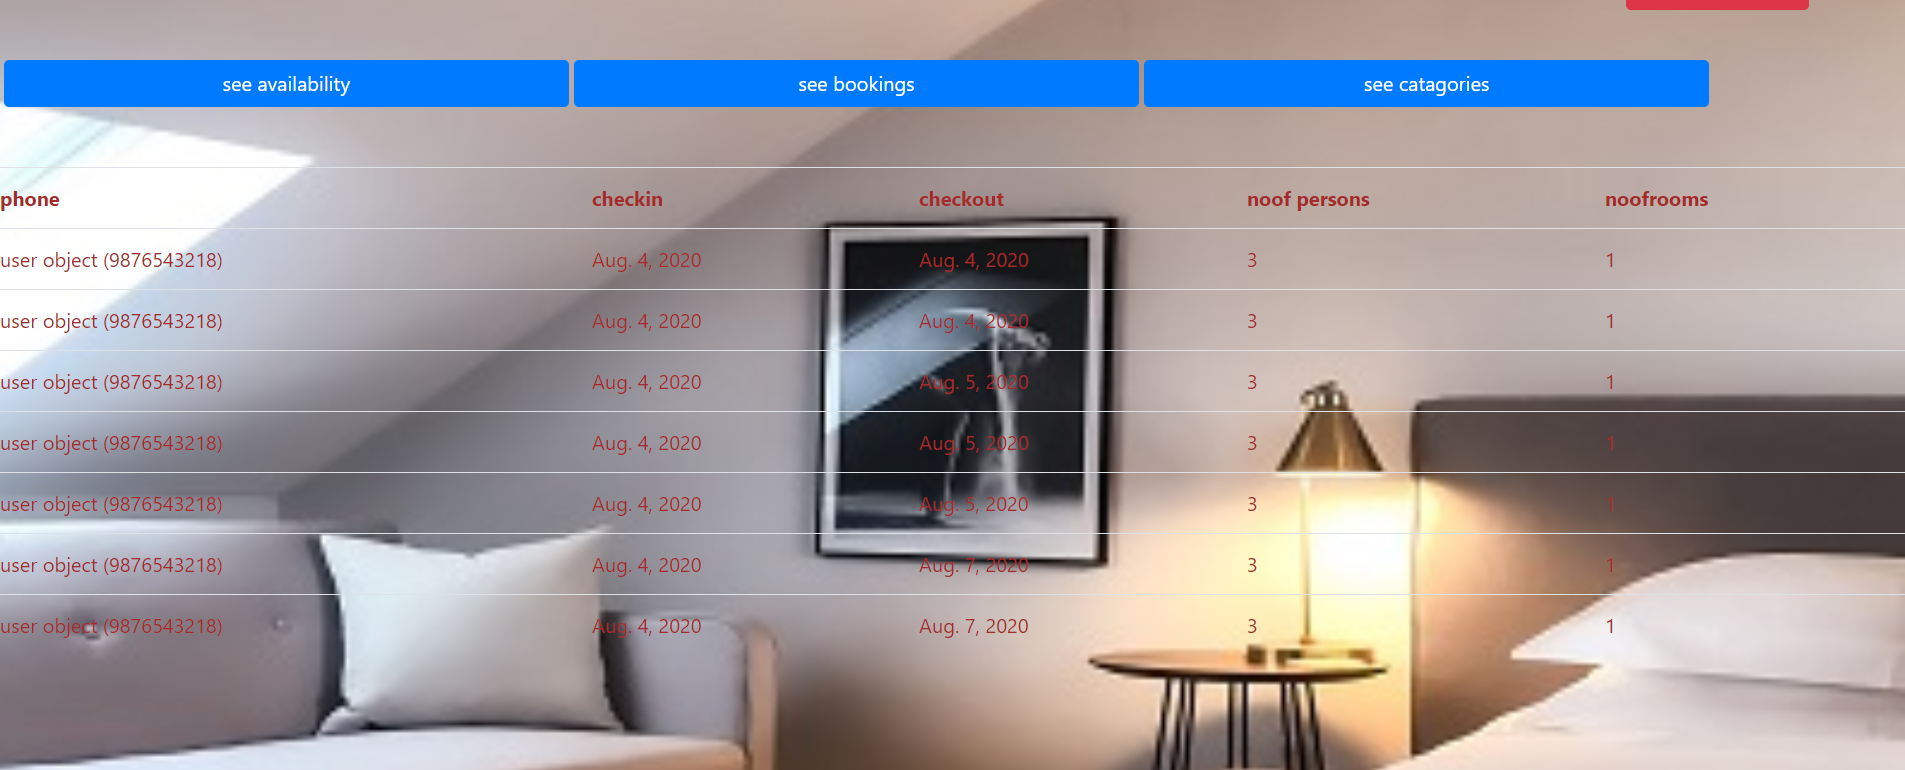 see availability see bookings see catagories
phone checkin checkout noof persons noofrooms
user object (9876543218) Aug. 4, 2020 Aug. 4, 2020 3 1
user object (9876543218) Aug. 4, 2020 Aug. 4, 2020 3 1
user object (9876543218) Aug. 4, 2020 Aug. 5, 2020 3 1
user object (9876543218) Aug. 4, 2020 Aug. 5, 2020 3 1
user object (9876543218) Aug. 4, 2020 Aug. 5, 2020 3 1
user object (9876543218) Aug. 4, 2020 Aug. 7, 2020 3 1
user object (9876543218) Aug. 4, 2020 Aug. 7, 2020 3 1